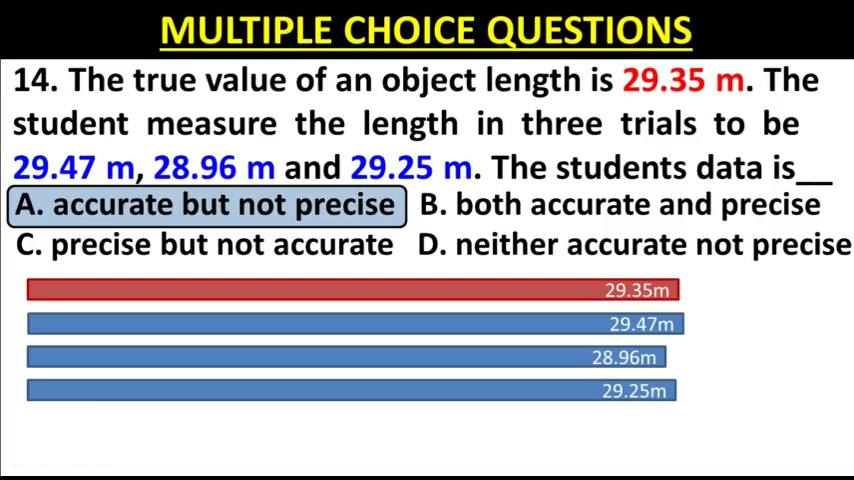 MULTIPLE CHOICE QUESTIONS
14. The true value of an object length is 29.35 m. The
student measure the length in three trials to be
29.47 m, 28.96 m and 29.25 m. The students data is__
A. accurate but not precise B. both accurate and precise
C. precise but not accurate D. neither accurate not precise
29.35m
29.47m
28.96m
29.25m